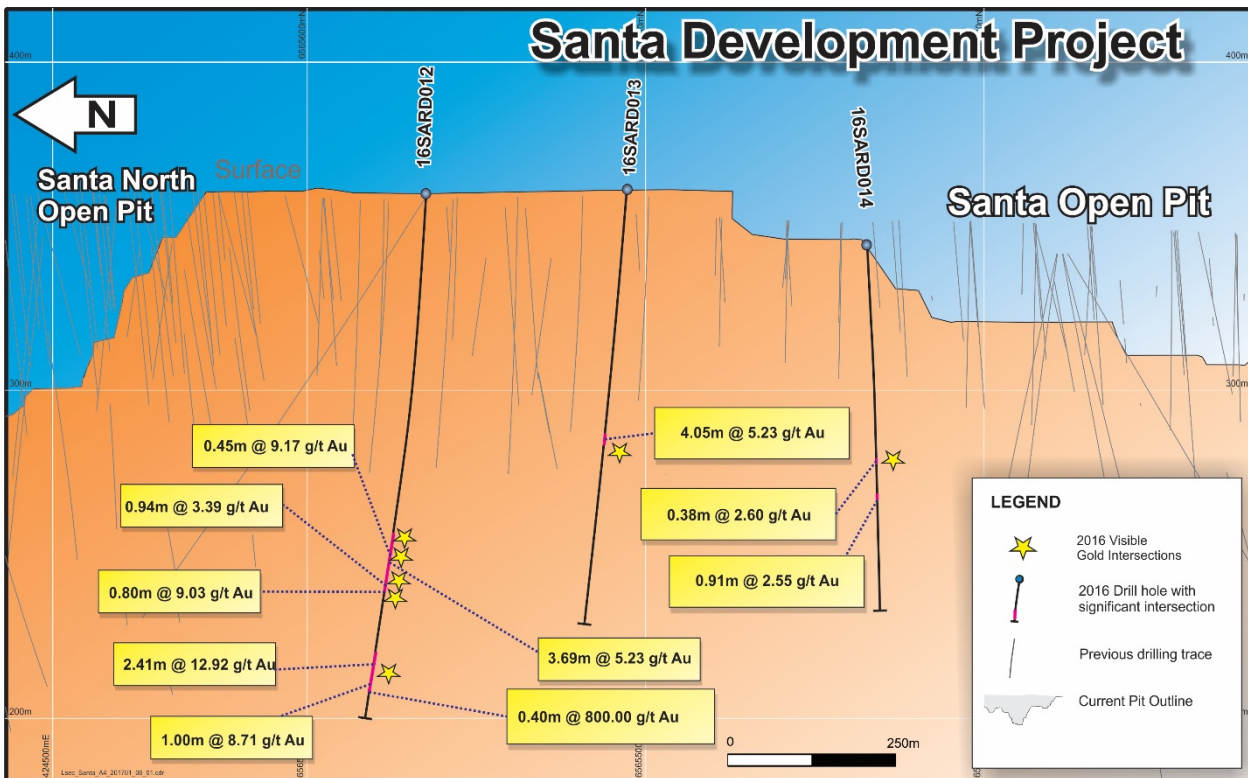 Santa Development Project
400m
6565600mN
400m
N
16SARD012
16SARD013
16SARD014
Santa North
Open Pit
Surface
Santa Open Pit
300m
300m
0.45m @ 9.17 g/t Au
4.05m @ 5.23 g/t Au
0.94m @ 3.39 g/t Au
0.38m @ 2.60 g/t Au
0.80m @ 9.03 g/t Au
0.91m @ 2.55 g/t Au
2.41m @ 12.92 g/t Au
3.69m @ 5.23 g/t Au
1.00m @ 8.71 g/t Au
0.40m @ 800.00 g/t Au
LEGEND
2016 Visible
Gold Intersections
2016 Drill hole with
significant intersection
Previous drilling trace
Current Pit Outline
200m
424500mE
0
250m
Lsec_Santa_A4_201701_08_01.cdr